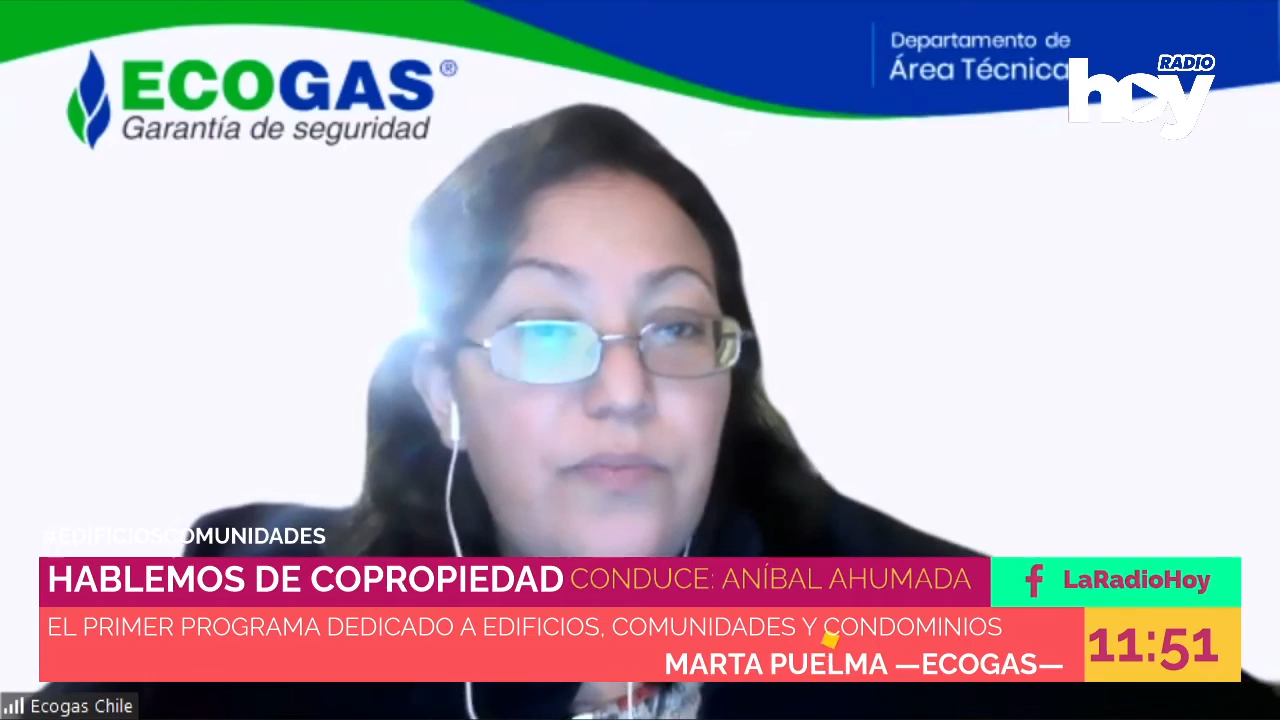 ECOGAS®
Garantía de seguridad
Departamento de
Área Técnica
RADIO
hoy
#EDIFICIOSCOMUNIDADES
HABLEMOS DE COPROPIEDAD CONDUCE: ANÍBAL AHUMADA
f LaRadioHoy
EL PRIMER PROGRAMA DEDICADO A EDIFICIOS, COMUNIDADES Y CONDOMINIOS
11:51
MARTA PUELMA —ECOGAS—
Ecogas Chile